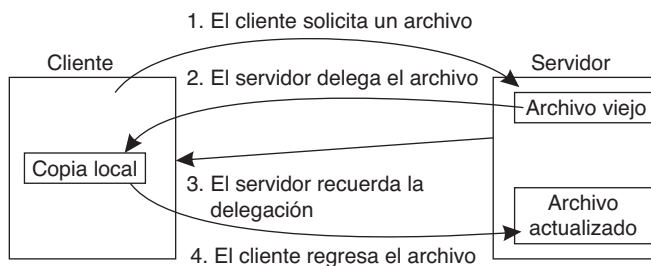 1. El cliente solicita un archivo
Cliente
Servidor
2. El servidor delega el archivo
Archivo viejo
Copia local
3. El servidor recuerda la
delegación
Archivo
actualizado
4. El cliente regresa el archivo